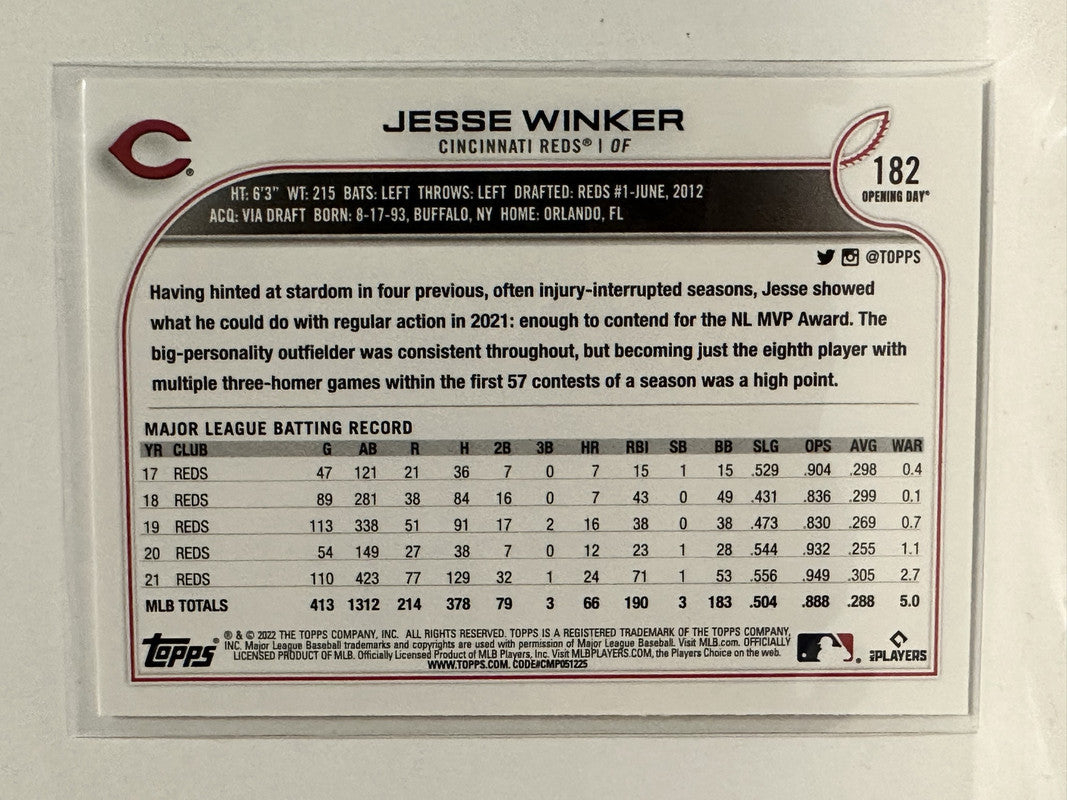 JESSE WINKER
CINCINNATI REDS® | OF
182
OPENING DAY®
HT: 6'3" WT: 215 BATS: LEFT THROWS: LEFT DRAFTED: REDS #1-JUNE, 2012
ACQ: VIA DRAFT BORN: 8-17-93, BUFFALO, NY HOME: ORLANDO, FL
@TOPPS
Having hinted at stardom in four previous, often injury-interrupted seasons, Jesse showed
what he could do with regular action in 2021: enough to contend for the NL MVP Award. The
big-personality outfielder was consistent throughout, but becoming just the eighth player with
multiple three-homer games within the first 57 contests of a season was a high point.
MAJOR LEAGUE BATTING RECORD
YR CLUB G AB R H 2B 3B HR RBI SB BB SLG OPS AVG WAR
17 REDS 47 121 21 36 7 0 7 15 1 15 .529 .904 .298 0.4
18 REDS 89 281 38 84 16 0 7 43 0 49 .431 .836 .299 0.1
19 REDS 113 338 51 91 17 2 16 38 0 38 .473 .830 .269 0.7
20 REDS 54 149 27 38 7 0 12 23 1 28 .544 .932 .255 1.1
21 REDS 110 423 77 129 32 1 24 71 1 53 .556 .949 .305 2.7
MLB TOTALS 413 1312 214 378 79 3 66 190 3 183 .504 .888 .288 5.0
Topps®
® & © 2022 THE TOPPS COMPANY, INC. ALL RIGHTS RESERVED. TOPPS IS A REGISTERED TRADEMARK OF THE TOPPS COMPANY,
INC. Major League Baseball trademarks and copyrights are used with permission of Major League Baseball. Visit MLB.com. OFFICIALLY
LICENSED PRODUCT OF MLB. Officially Licensed Product of MLB Players, Inc. Visit MLBPLAYERS.COM, the Players Choice on the web.
WWW.TOPPS.COM. CODE#CMP051225
MLB PLAYERS